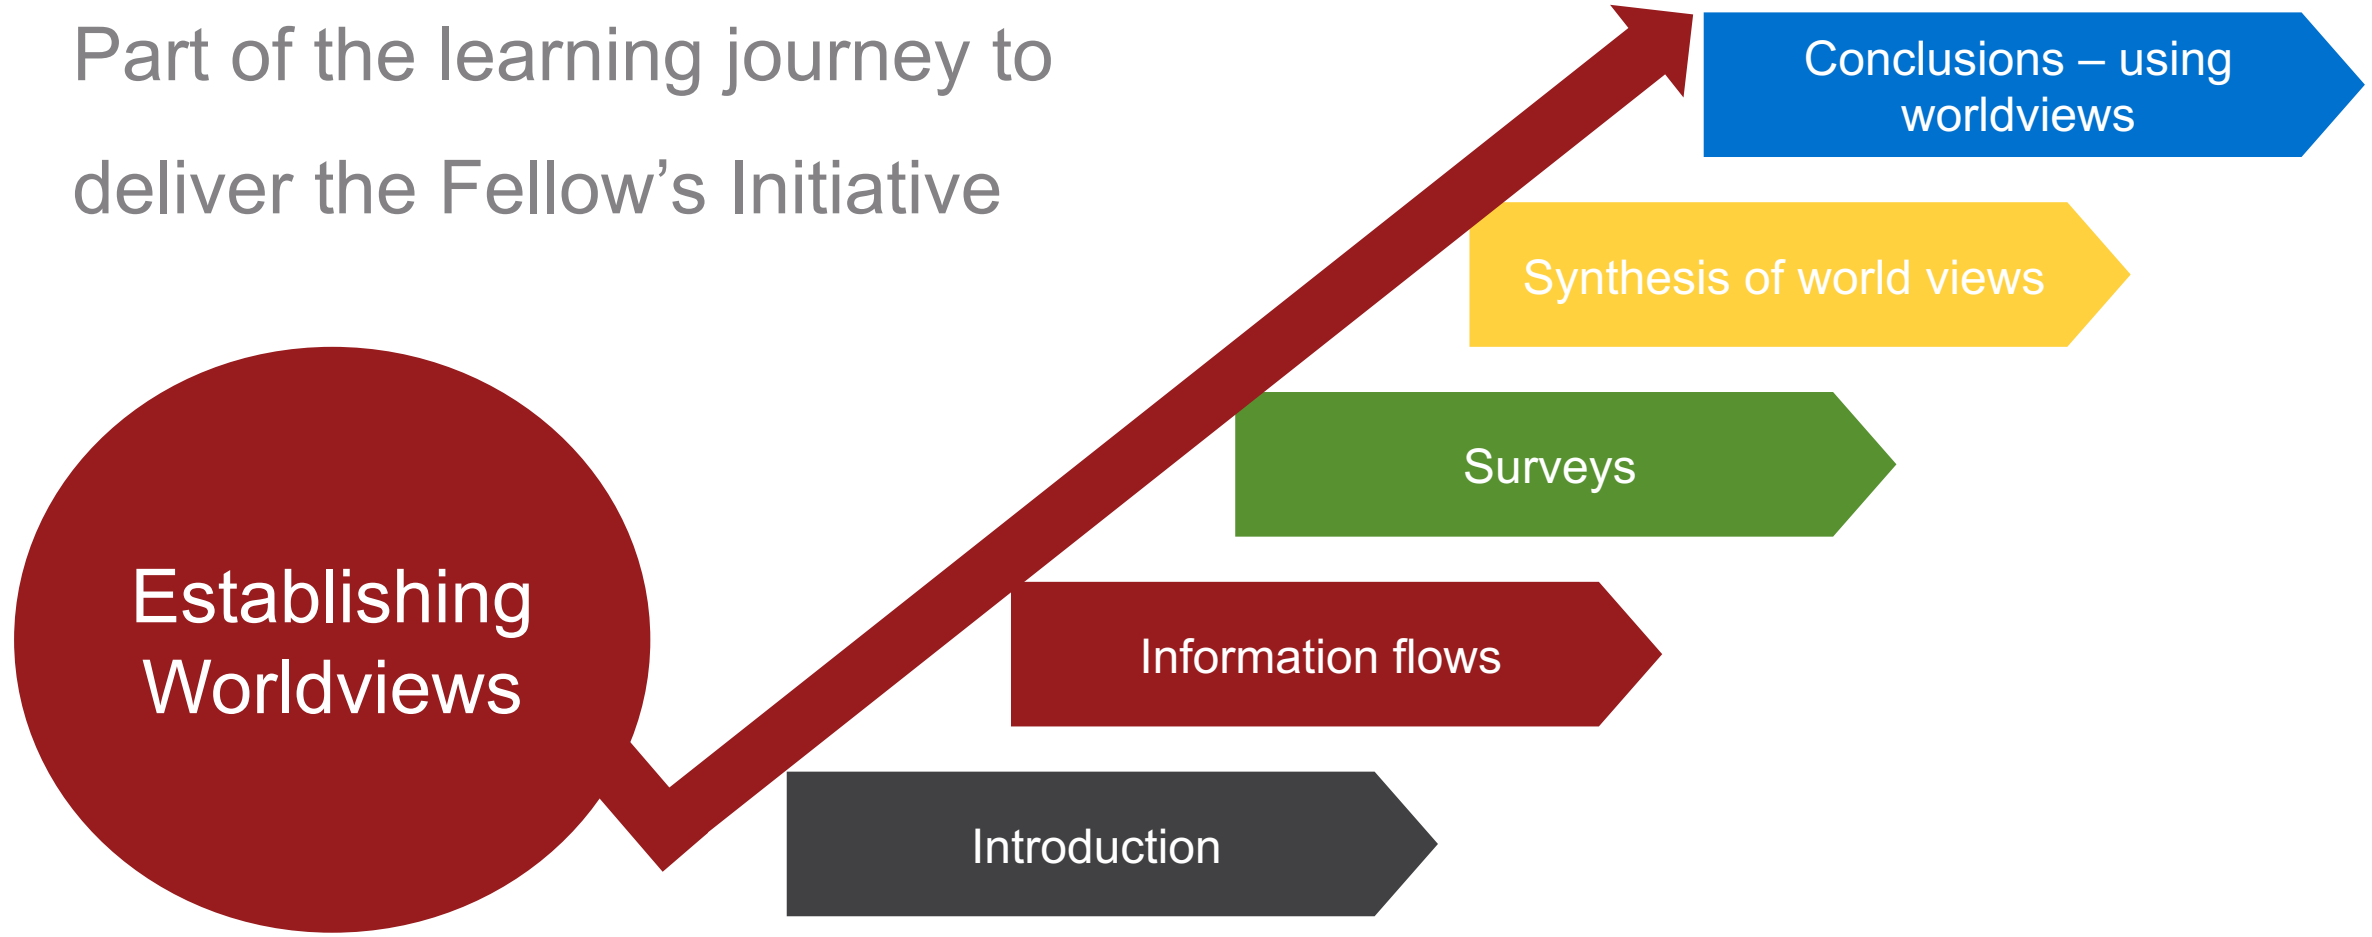 Part of the learning journey to
deliver the Fellow’s Initiative
Conclusions – using
worldviews
Synthesis of world views
Surveys
Establishing
Worldviews
Information flows
Introduction